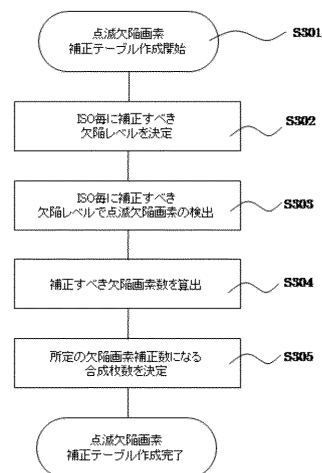 点滅欠陥画素
補正テーブル作成開始
S301
ISO毎に補正すべき
欠陥レベルを決定
S302
ISO毎に補正すべき
欠陥レベルで点滅欠陥画素の検出
S303
補正すべき欠陥画素数を算出
S304
所定の欠陥画素補正数になる
合成枚数を決定
S305
点滅欠陥画素
補正テーブル作成完了